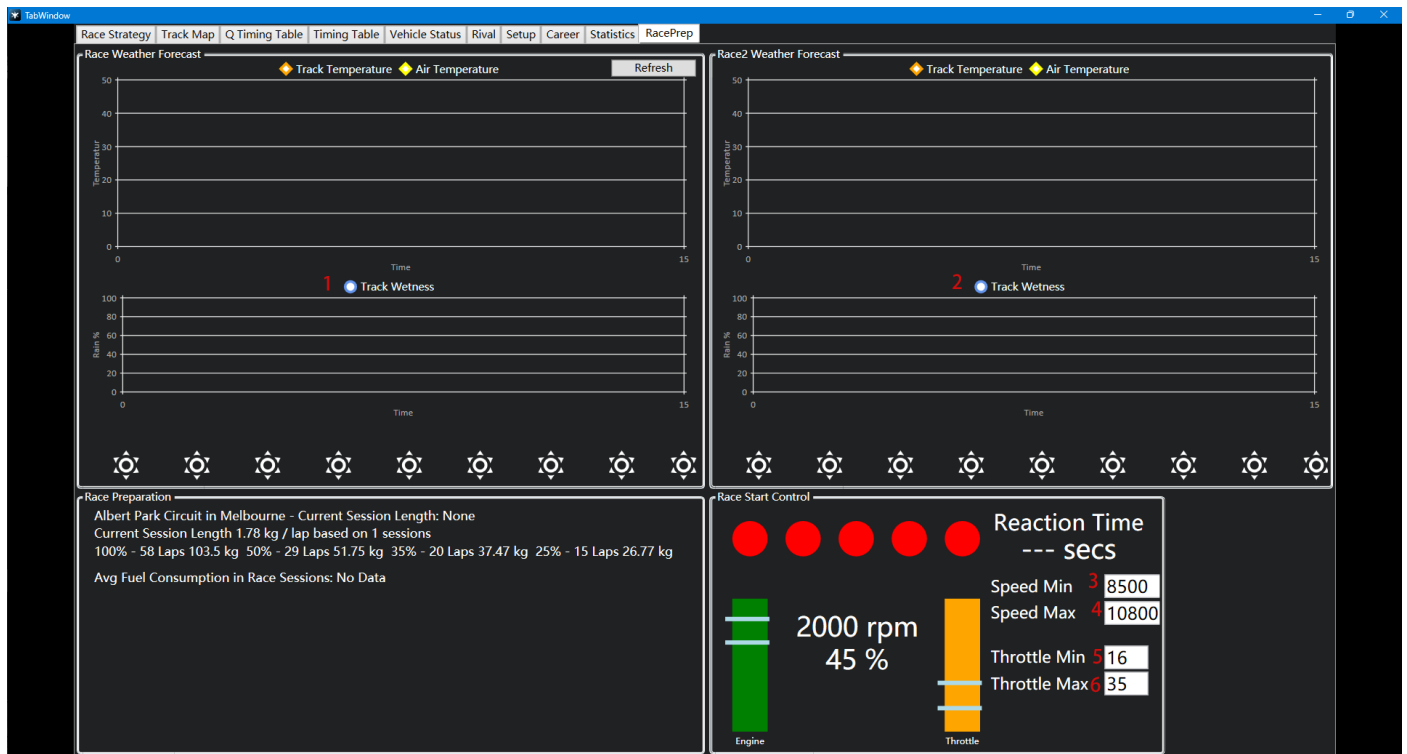 TabWindow
Race Strategy Track Map Q Timing Table Timing Table Vehicle Status Rival Setup Career Statistics RacePrep
Race Weather Forecast
Track Temperature Air Temperature
Refresh
50
40
30
20
10
0
Temperatur
0 15
Time
1 Track Wetness
100
80
60
40
20
0
Rain %
0 15
Time
Race2 Weather Forecast
Track Temperature Air Temperature
50
40
30
20
10
0
Temperatur
0 15
Time
2 Track Wetness
100
80
60
40
20
0
Rain %
0 15
Time
Race Preparation
Albert Park Circuit in Melbourne - Current Session Length: None
Current Session Length 1.78 kg / lap based on 1 sessions
100% - 58 Laps 103.5 kg 50% - 29 Laps 51.75 kg 35% - 20 Laps 37.47 kg 25% - 15 Laps 26.77 kg
Avg Fuel Consumption in Race Sessions: No Data
Race Start Control
Reaction Time
--- secs
Speed Min 3 8500
Speed Max 4 10800
2000 rpm
45 %
Throttle Min 5 16
Throttle Max 6 35
Engine
Throttle